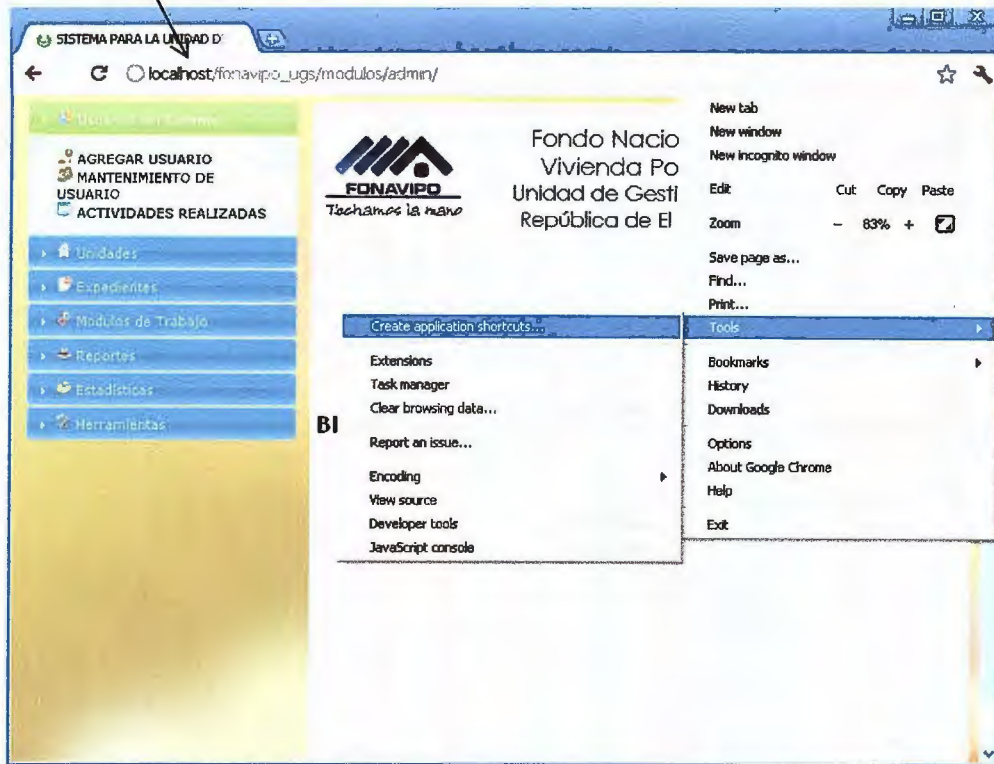 SISTEMA PARA LA UNIDAD D
localhost/fonavipo_ugs/modulos/admin/
AGREGAR USUARIO
MANTENIMIENTO DE
USUARIO
ACTIVIDADES REALIZADAS
Unidades
Expedientes
Modulos de Trabajo
Reportes
Estadisticas
Herramientas
FONAVIPO
Techamos la mano
Fondo Nacio
Vivienda Po
Unidad de Gesti
República de El
BI
New tab
New window
New incognito window
Edit Cut Copy Paste
Zoom − 83% +
Save page as...
Find...
Print...
Tools
Bookmarks
History
Downloads
Options
About Google Chrome
Help
Exit
Create application shortcuts...
Extensions
Task manager
Clear browsing data...
Report an issue...
Encoding
View source
Developer tools
JavaScript console